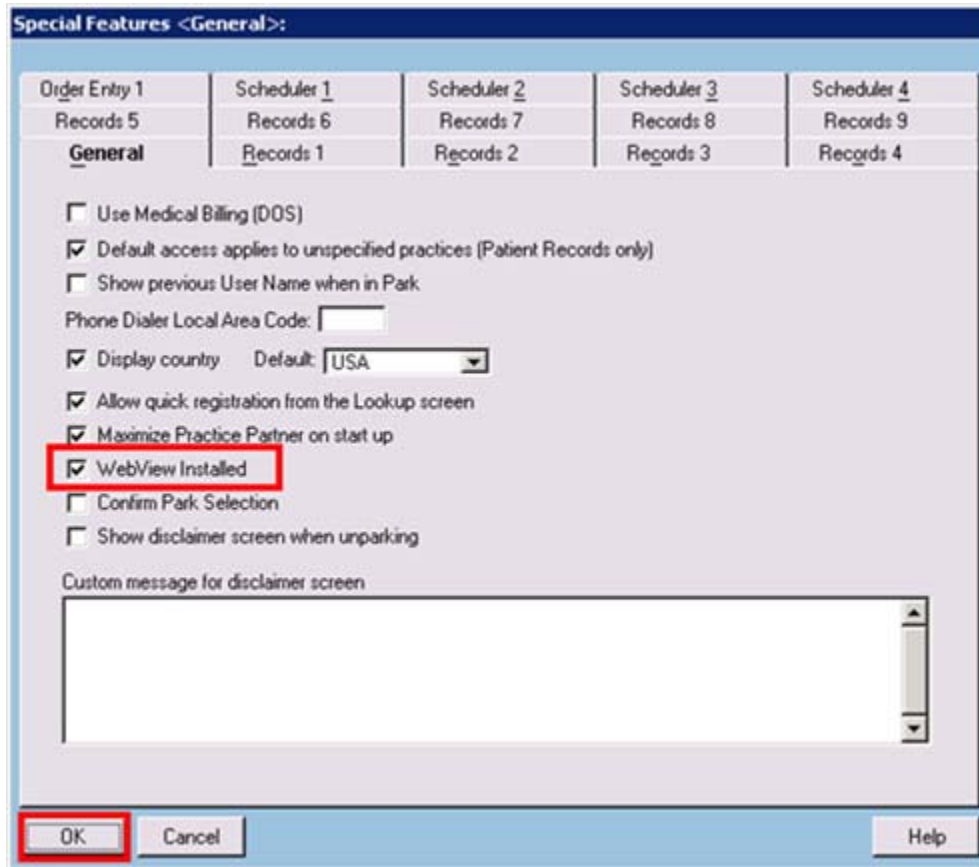 Special Features <General>:
Order Entry 1 Scheduler 1 Scheduler 2 Scheduler 3 Scheduler 4
Records 5 Records 6 Records 7 Records 8 Records 9
General Records 1 Records 2 Records 3 Records 4
Use Medical Billing (DOS)
Default access applies to unspecified practices (Patient Records only)
Show previous User Name when in Park
Phone Dialer Local Area Code:
Display country Default: USA
Allow quick registration from the Lookup screen
Maximize Practice Partner on start up
WebView Installed
Confirm Park Selection
Show disclaimer screen when unparking
Custom message for disclaimer screen
OK Cancel Help